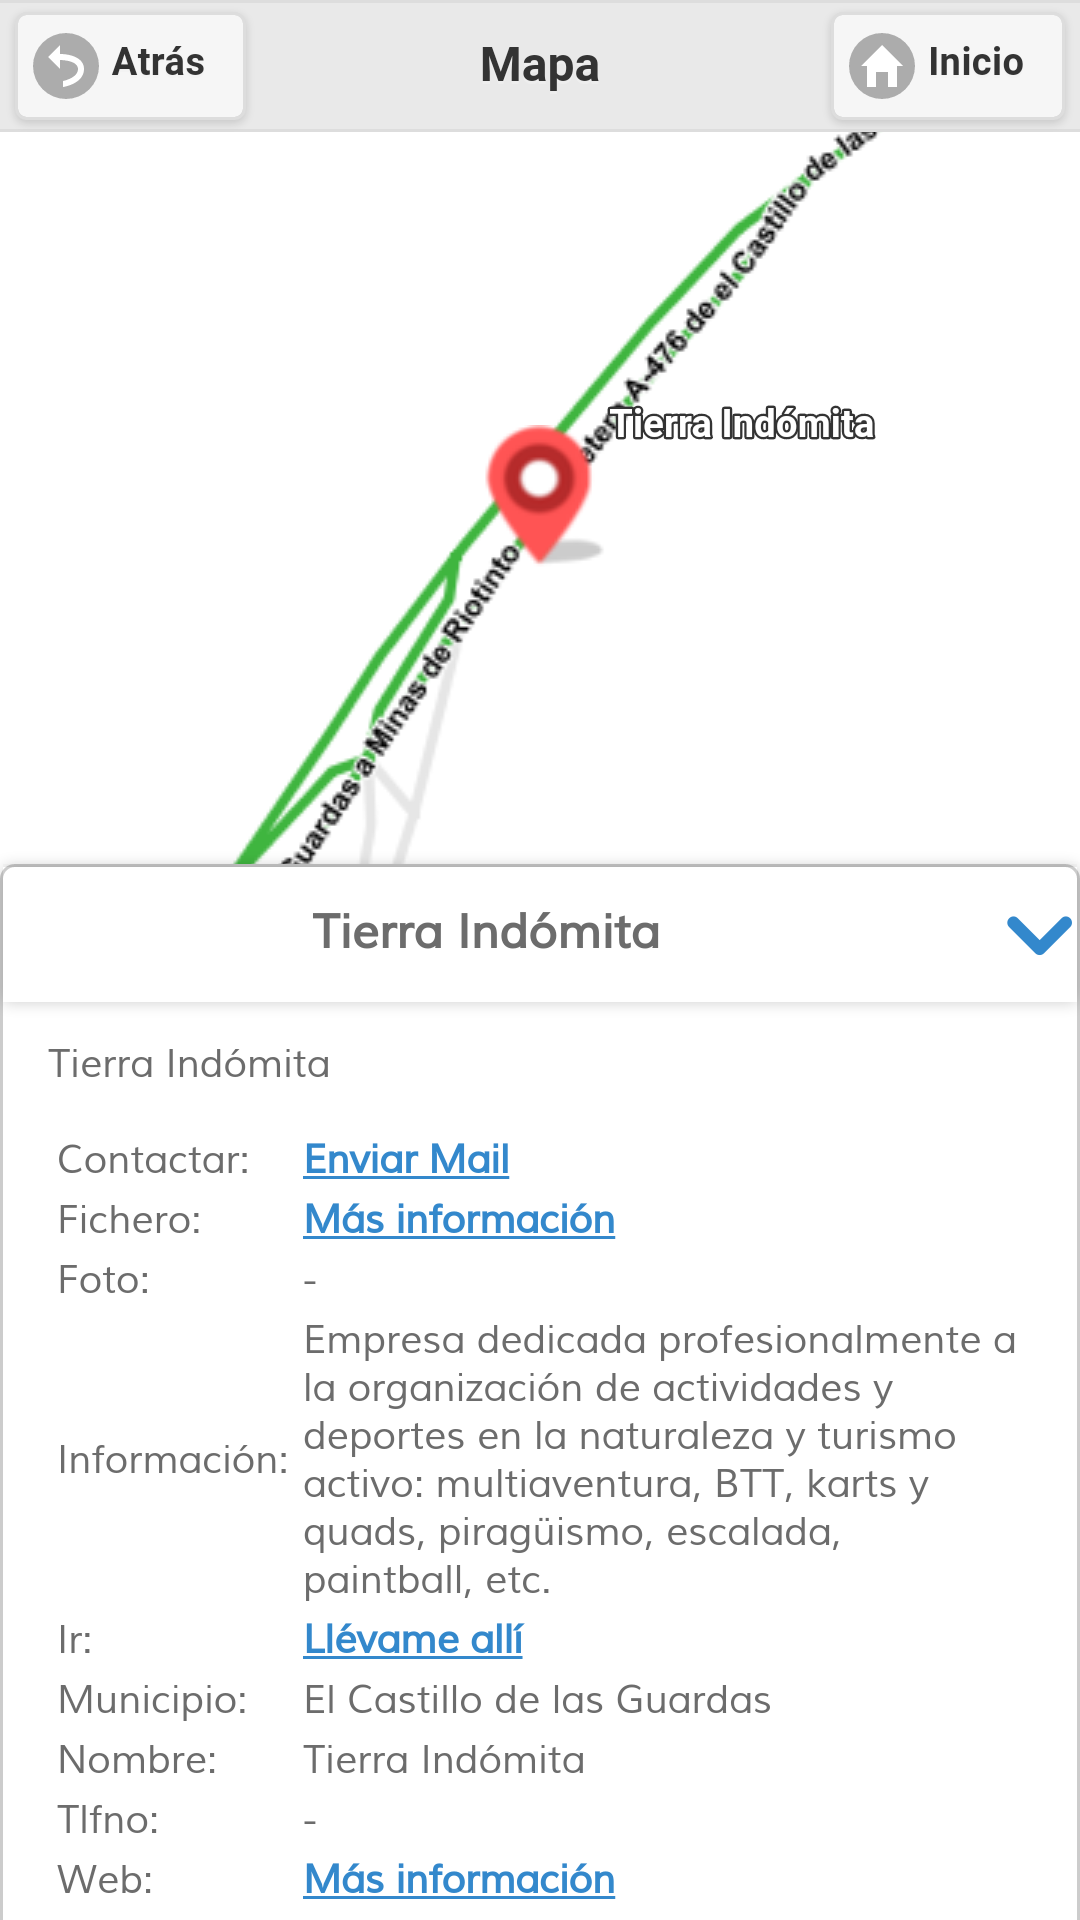 Atrás
Mapa
Inicio
A-476 de el Castillo de las
Tierra Indómita
Guardas a Minas de Riotinto
Tierra Indómita
Tierra Indómita
Contactar: Enviar Mail
Fichero: Más información
Foto: -
Información: Empresa dedicada profesionalmente a
la organización de actividades y
deportes en la naturaleza y turismo
activo: multiaventura, BTT, karts y
quads, piragüismo, escalada,
paintball, etc.
Ir: Llévame allí
Municipio: El Castillo de las Guardas
Nombre: Tierra Indómita
Tlfno: -
Web: Más información